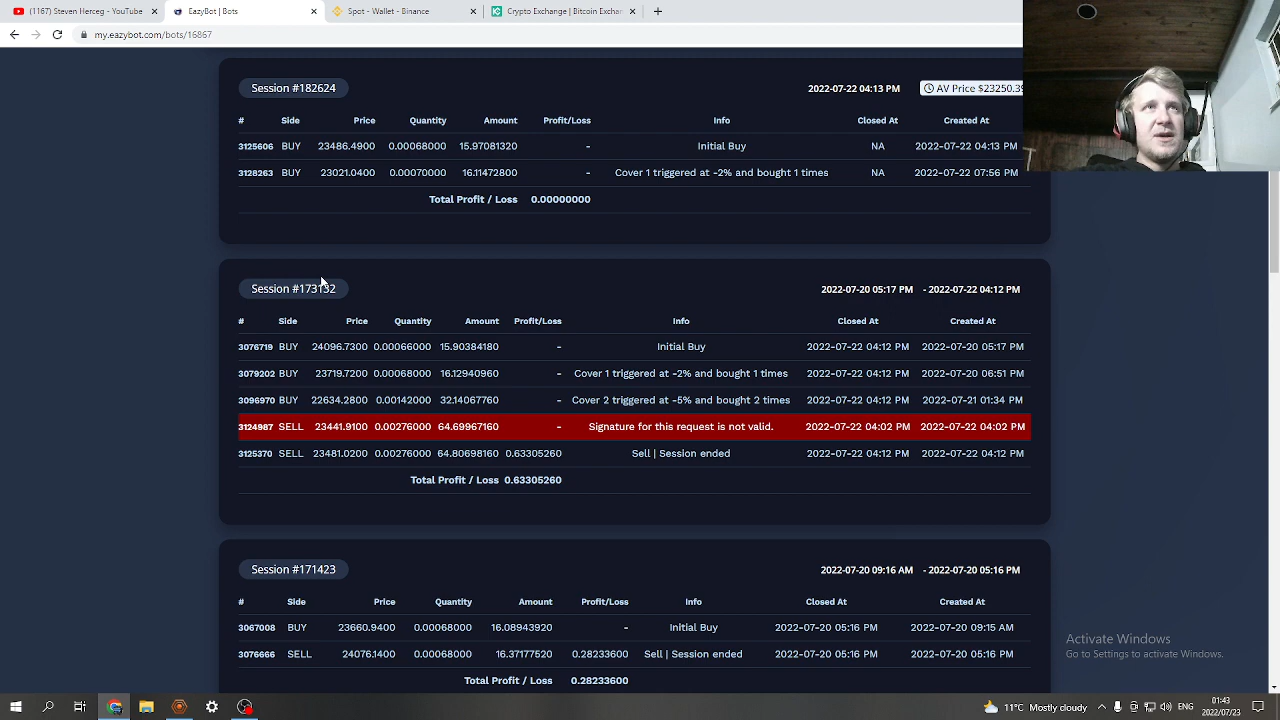 (1167) Steven Herceg - YouTube
EazyBot | Bots
Spot - Wallet - Binance
Crypto Exchange | Bitcoin Exchan
my.eazybot.com/bots/16867
Session #182624 2022-07-22 04:13 PM AV Price $23250.39
# Side Price Quantity Amount Profit/Loss Info Closed At Created At
3125606 BUY 23486.4900 0.00068000 15.97081320 - Initial Buy NA 2022-07-22 04:13 PM
3128263 BUY 23021.0400 0.00070000 16.11472800 - Cover 1 triggered at -2% and bought 1 times NA 2022-07-22 07:56 PM
Total Profit / Loss 0.00000000
Session #173132 2022-07-20 05:17 PM - 2022-07-22 04:12 PM
# Side Price Quantity Amount Profit/Loss Info Closed At Created At
3076719 BUY 24096.7300 0.00066000 15.90384180 - Initial Buy 2022-07-22 04:12 PM 2022-07-20 05:17 PM
3079202 BUY 23719.7200 0.00068000 16.12940960 - Cover 1 triggered at -2% and bought 1 times 2022-07-22 04:12 PM 2022-07-20 06:51 PM
3096970 BUY 22634.2800 0.00142000 32.14067760 - Cover 2 triggered at -5% and bought 2 times 2022-07-22 04:12 PM 2022-07-21 01:34 PM
3124987 SELL 23441.9100 0.00276000 64.69967160 - Signature for this request is not valid. 2022-07-22 04:02 PM 2022-07-22 04:02 PM
3125370 SELL 23481.0200 0.00276000 64.80698160 0.63305260 Sell | Session ended 2022-07-22 04:12 PM 2022-07-22 04:12 PM
Total Profit / Loss 0.63305260
Session #171423 2022-07-20 09:16 AM - 2022-07-20 05:16 PM
# Side Price Quantity Amount Profit/Loss Info Closed At Created At
3067008 BUY 23660.9400 0.00068000 16.08943920 - Initial Buy 2022-07-20 05:16 PM 2022-07-20 09:15 AM
3076666 SELL 24076.1400 0.00068000 16.37177520 0.28233600 Sell | Session ended 2022-07-20 05:16 PM 2022-07-20 05:16 PM
Total Profit / Loss 0.28233600
Activate Windows
Go to Settings to activate Windows.
11°C Mostly cloudy
ENG
01:43
2022/07/23